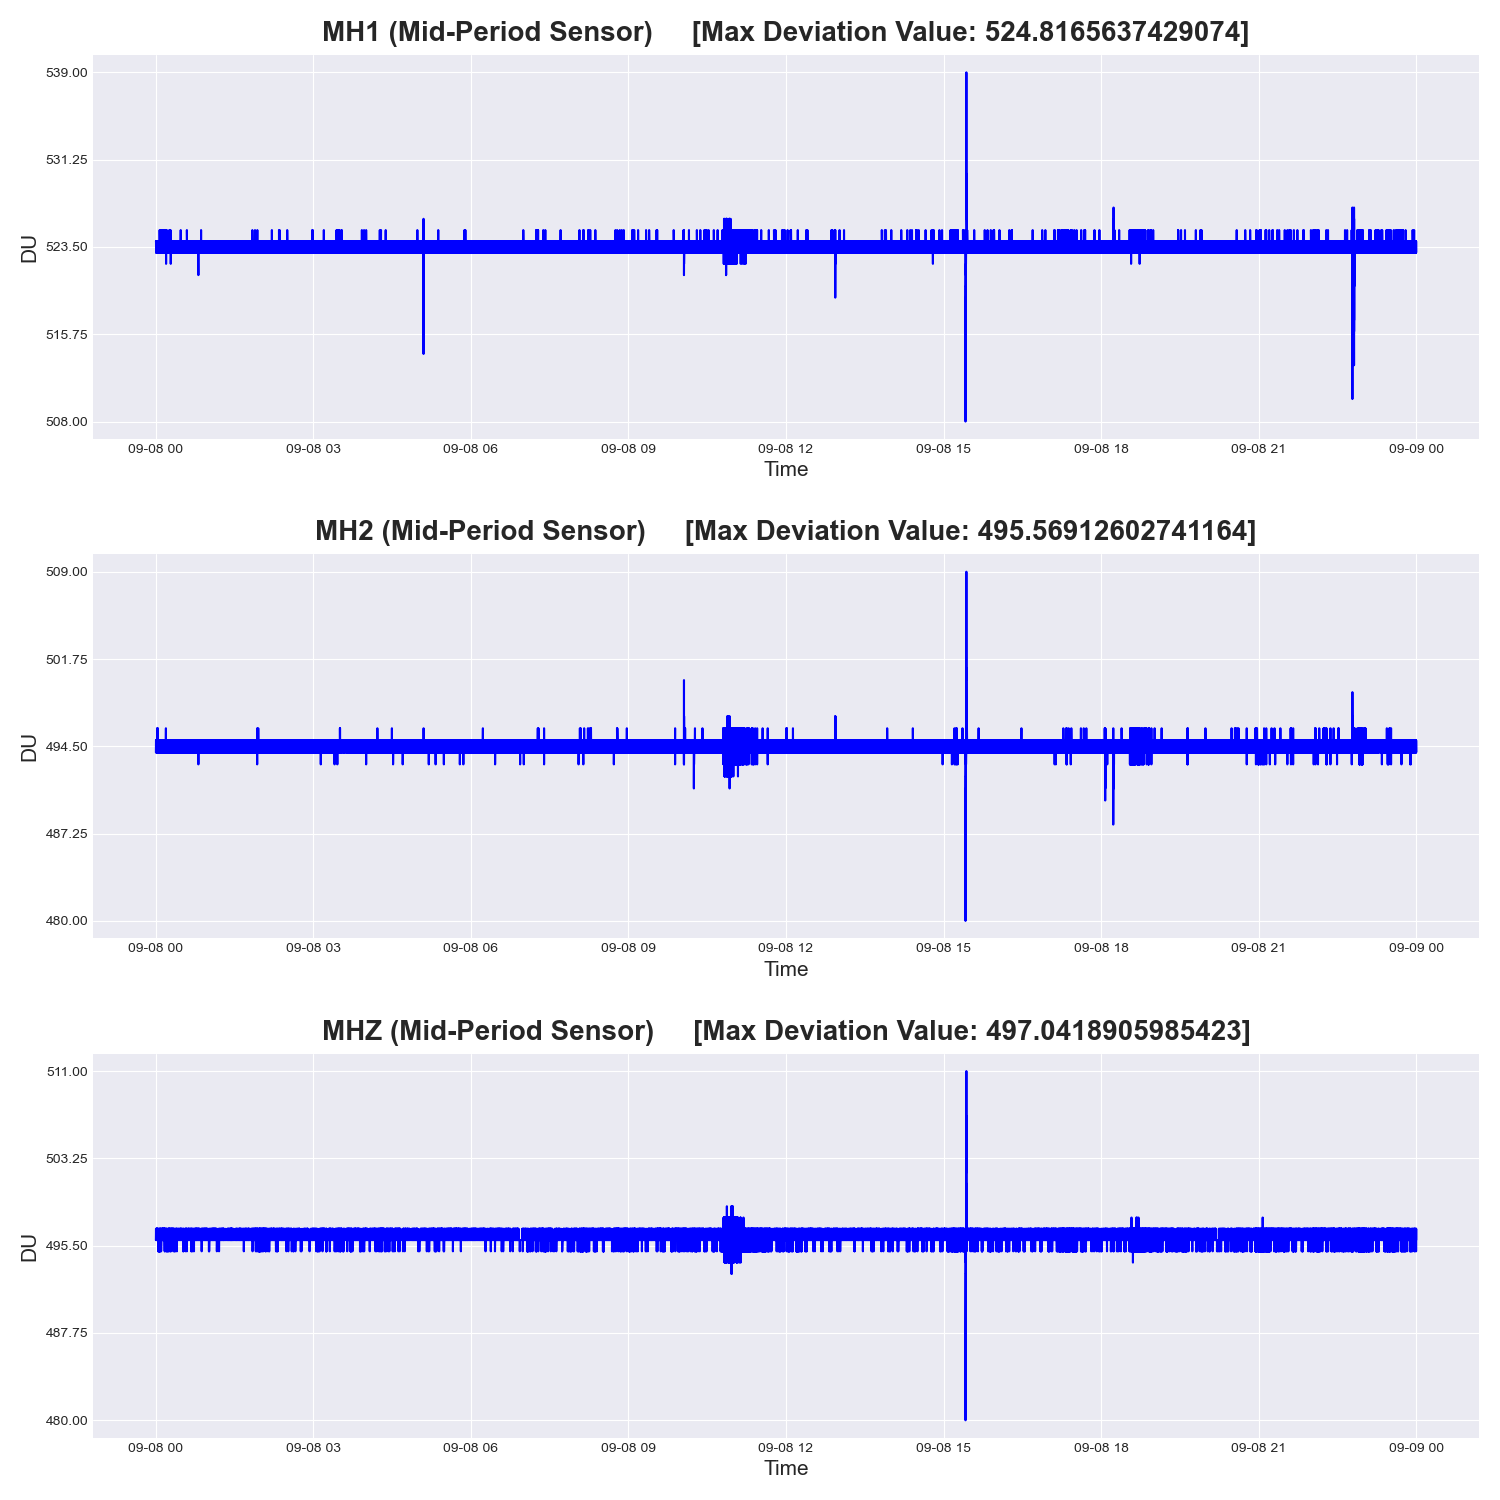 MH1 (Mid-Period Sensor) [Max Deviation Value: 524.8165637429074]
539.00
531.25
523.50
515.75
508.00
DU
09-08 00 09-08 03 09-08 06 09-08 09 09-08 12 09-08 15 09-08 18 09-08 21 09-09 00
Time
MH2 (Mid-Period Sensor) [Max Deviation Value: 495.56912602741164]
509.00
501.75
494.50
487.25
480.00
DU
09-08 00 09-08 03 09-08 06 09-08 09 09-08 12 09-08 15 09-08 18 09-08 21 09-09 00
Time
MHZ (Mid-Period Sensor) [Max Deviation Value: 497.0418905985423]
511.00
503.25
495.50
487.75
480.00
DU
09-08 00 09-08 03 09-08 06 09-08 09 09-08 12 09-08 15 09-08 18 09-08 21 09-09 00
Time